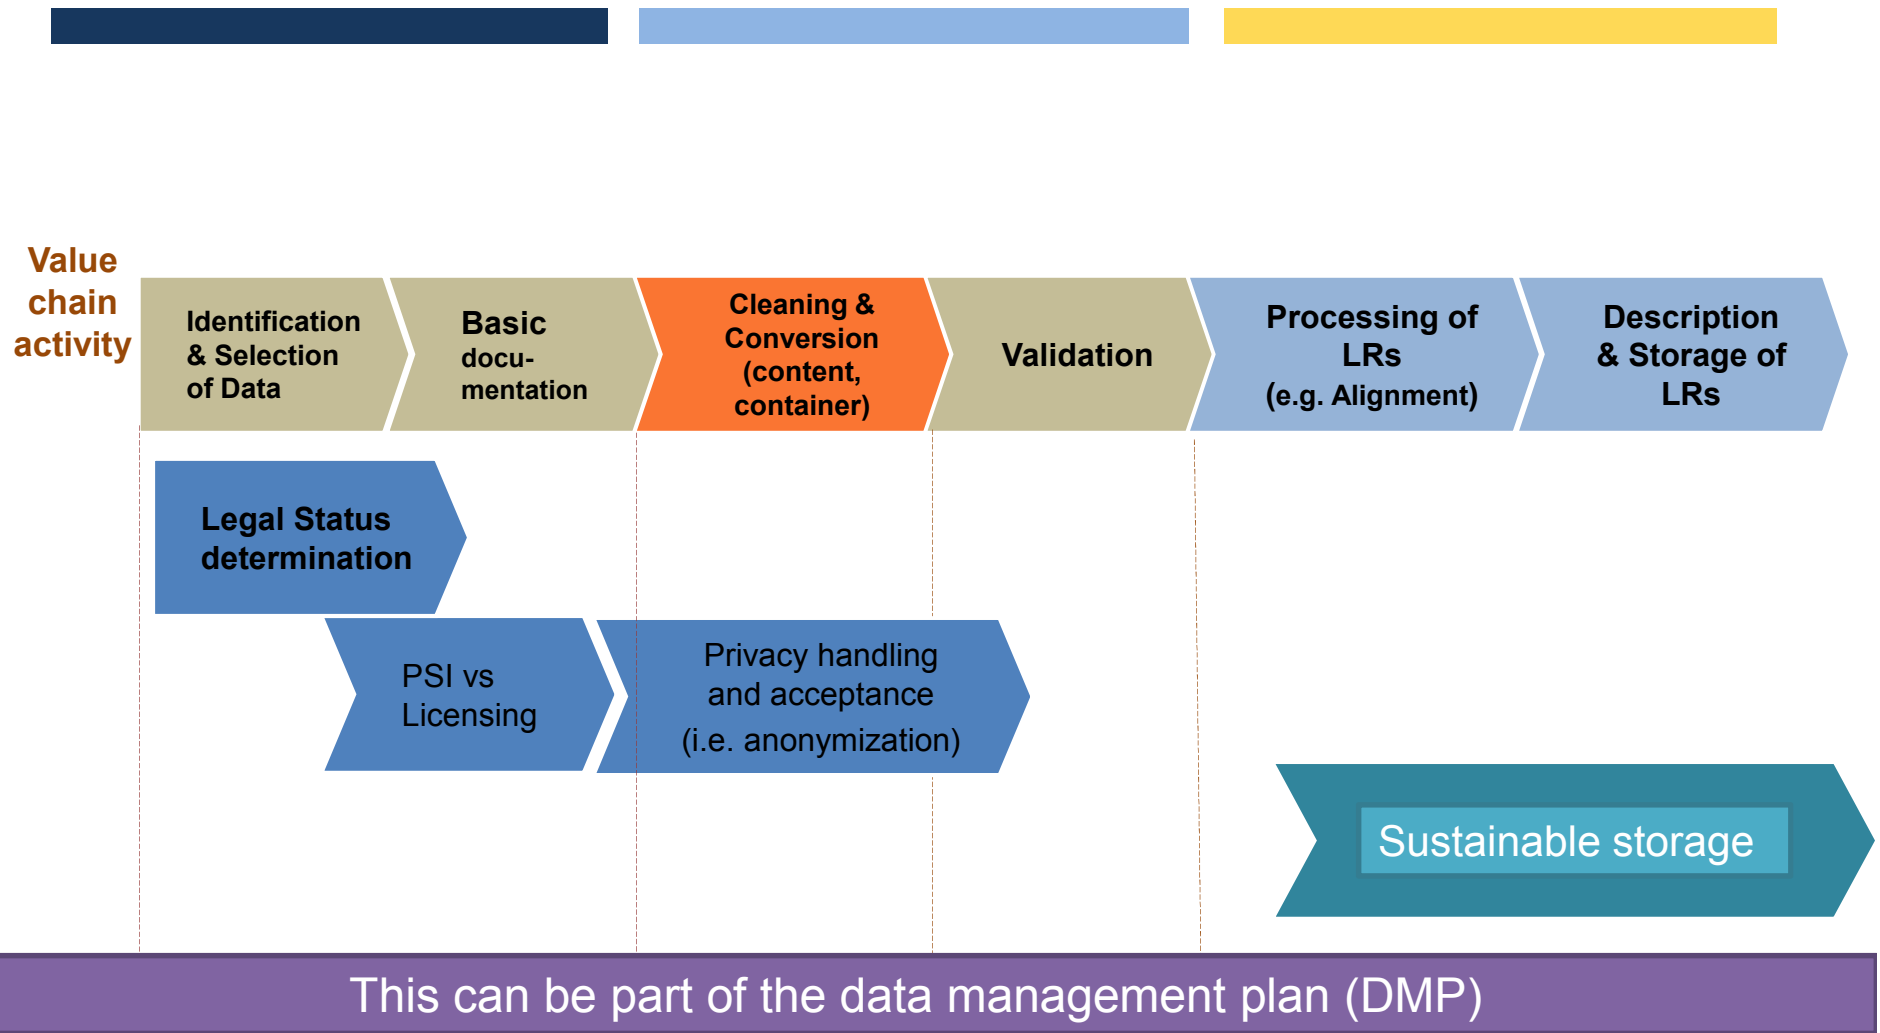 Value
chain
activity
Identification
& Selection
of Data
Basic
docu-
mentation
Cleaning &
Conversion
(content,
container)
Validation
Processing of
LRs
(e.g. Alignment)
Description
& Storage of
LRs
Legal Status
determination
PSI vs
Licensing
Privacy handling
and acceptance
(i.e. anonymization)
Sustainable storage
This can be part of the data management plan (DMP)